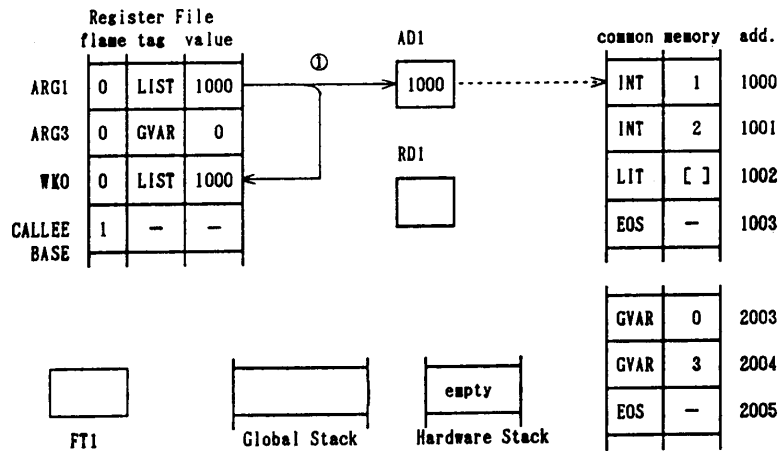 Register File
flame tag value
ARG1 0 LIST 1000
ARG3 0 GVAR 0
WK0 0 LIST 1000
CALLEE BASE 1 – –
①
AD1
1000
RD1
common memory add.
INT 1 1000
INT 2 1001
LIT [ ] 1002
EOS – 1003
GVAR 0 2003
GVAR 3 2004
EOS – 2005
FT1
Global Stack
empty
Hardware Stack